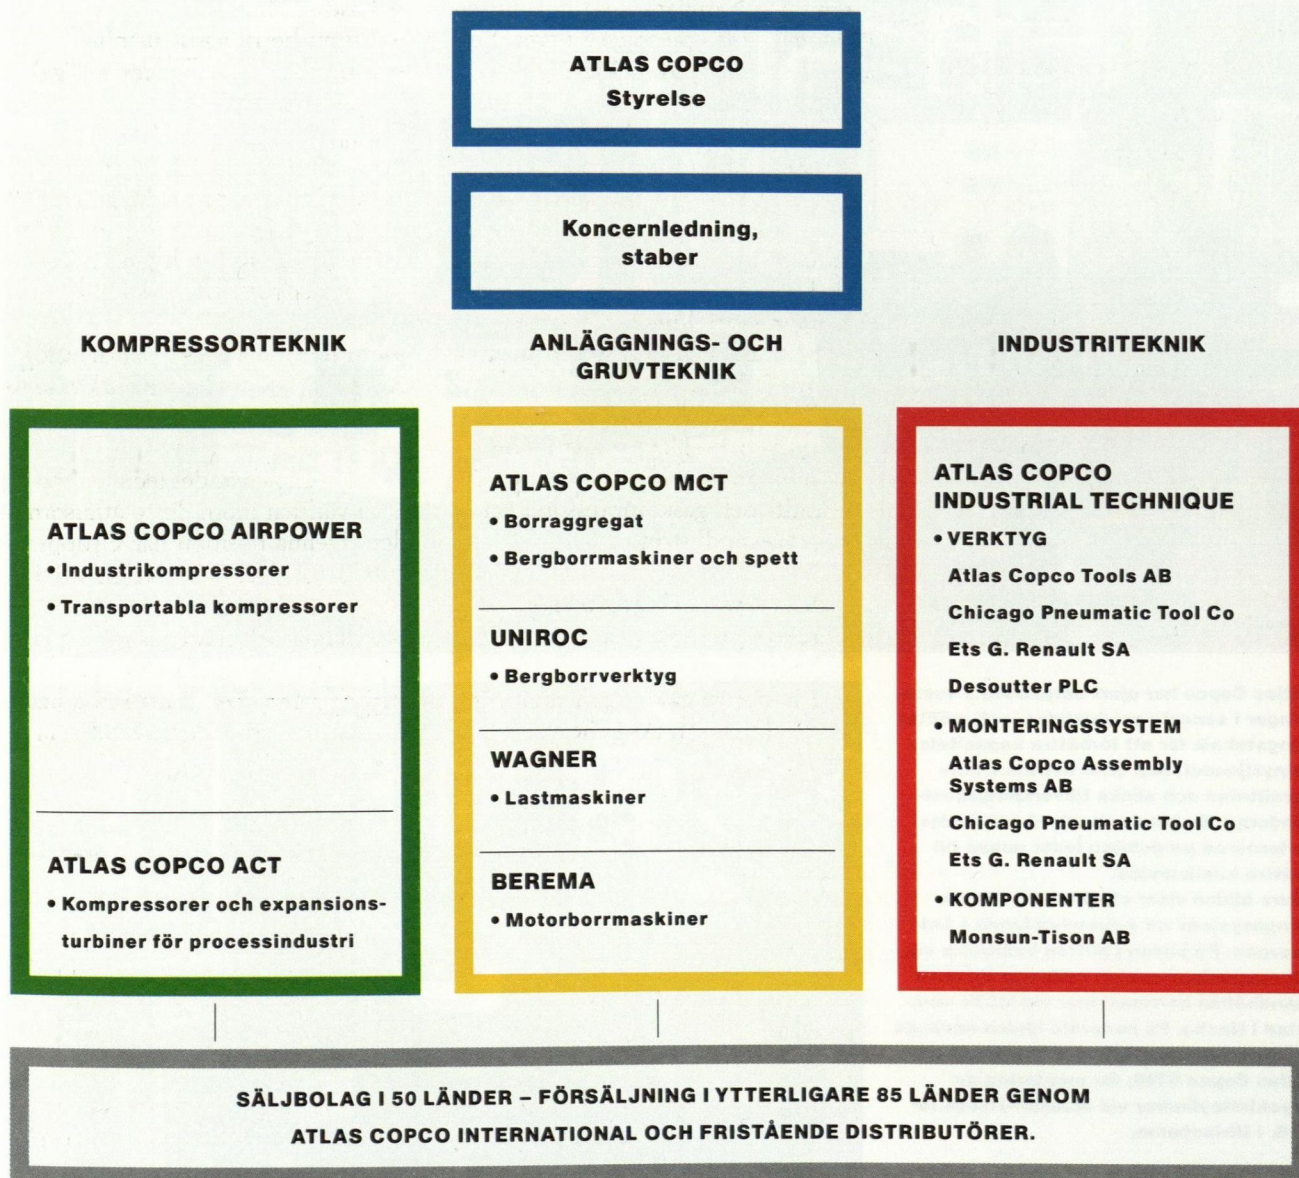 ATLAS COPCO
Styrelse
Koncernledning,
staber
KOMPRESSORTEKNIK
ATLAS COPCO AIRPOWER
• Industrikompressorer
• Transportabla kompressorer
ATLAS COPCO ACT
• Kompressorer och expansions-
turbiner för processindustri
ANLÄGGNINGS- OCH
GRUVTEKNIK
ATLAS COPCO MCT
• Borraggregat
• Bergborrmaskiner och spett
UNIROC
• Bergborrverktyg
WAGNER
• Lastmaskiner
BEREMA
• Motorborrmaskiner
INDUSTRITEKNIK
ATLAS COPCO
INDUSTRIAL TECHNIQUE
• VERKTYG
Atlas Copco Tools AB
Chicago Pneumatic Tool Co
Ets G. Renault SA
Desoutter PLC
• MONTERINGSSYSTEM
Atlas Copco Assembly
Systems AB
Chicago Pneumatic Tool Co
Ets G. Renault SA
• KOMPONENTER
Monsun-Tison AB
SÄLJBOLAG I 50 LÄNDER – FÖRSÄLJNING I YTTERLIGARE 85 LÄNDER GENOM
ATLAS COPCO INTERNATIONAL OCH FRISTÅENDE DISTRIBUTÖRER.